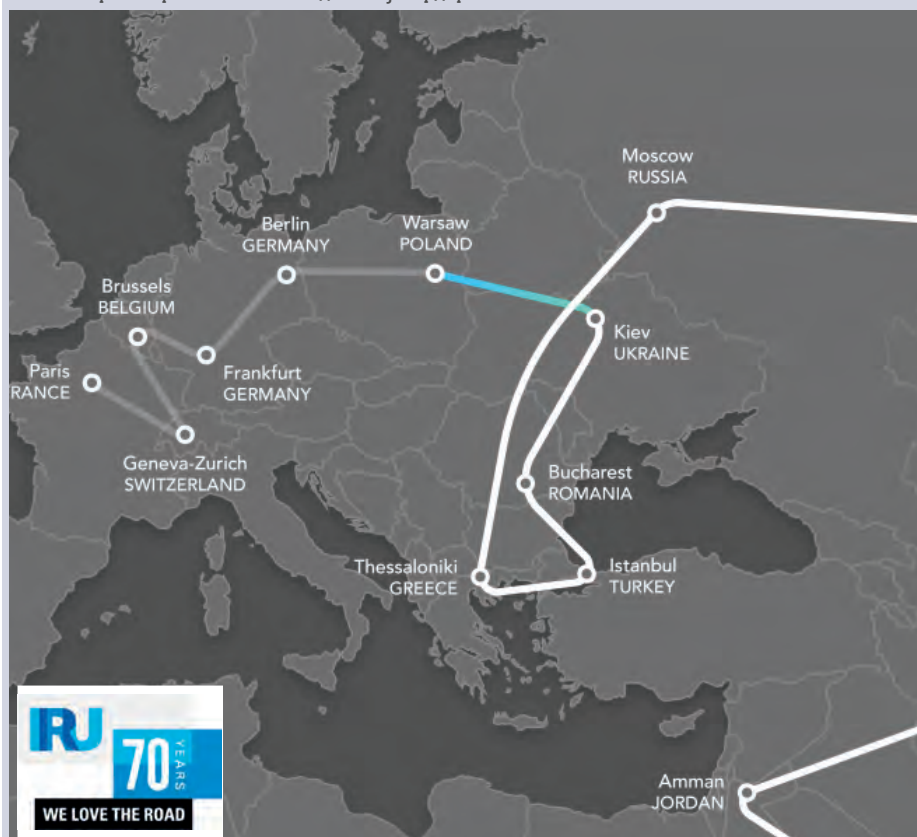 Moscow
RUSSIA
Berlin
GERMANY
Warsaw
POLAND
Brussels
BELGIUM
Kiev
UKRAINE
Paris
RANCE
Frankfurt
GERMANY
Geneva-Zurich
SWITZERLAND
Bucharest
ROMANIA
Thessaloniki
GREECE
Istanbul
TURKEY
IRU
70
YEARS
WE LOVE THE ROAD
Amman
JORDAN